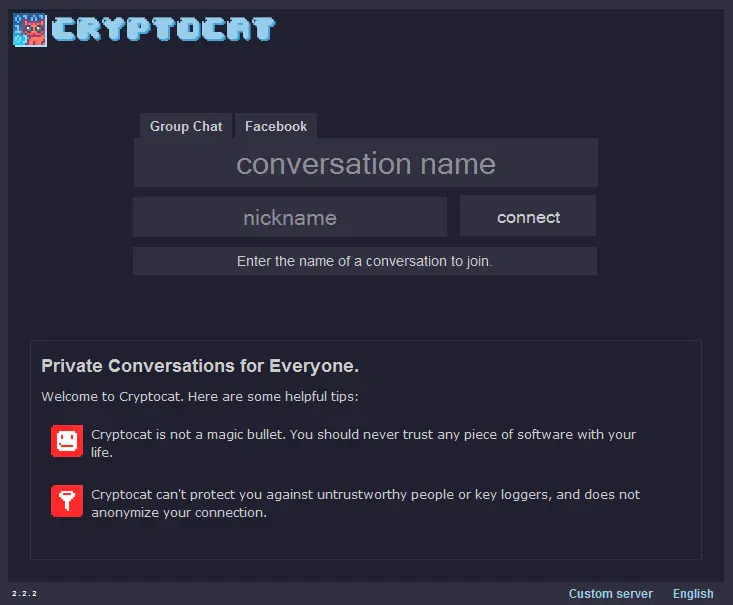 CRYPTOCAT
Group Chat Facebook
conversation name
nickname connect
Enter the name of a conversation to join.
Private Conversations for Everyone.
Welcome to Cryptocat. Here are some helpful tips:
Cryptocat is not a magic bullet. You should never trust any piece of software with your
life.
Cryptocat can't protect you against untrustworthy people or key loggers, and does not
anonymize your connection.
2.2.2 Custom server English